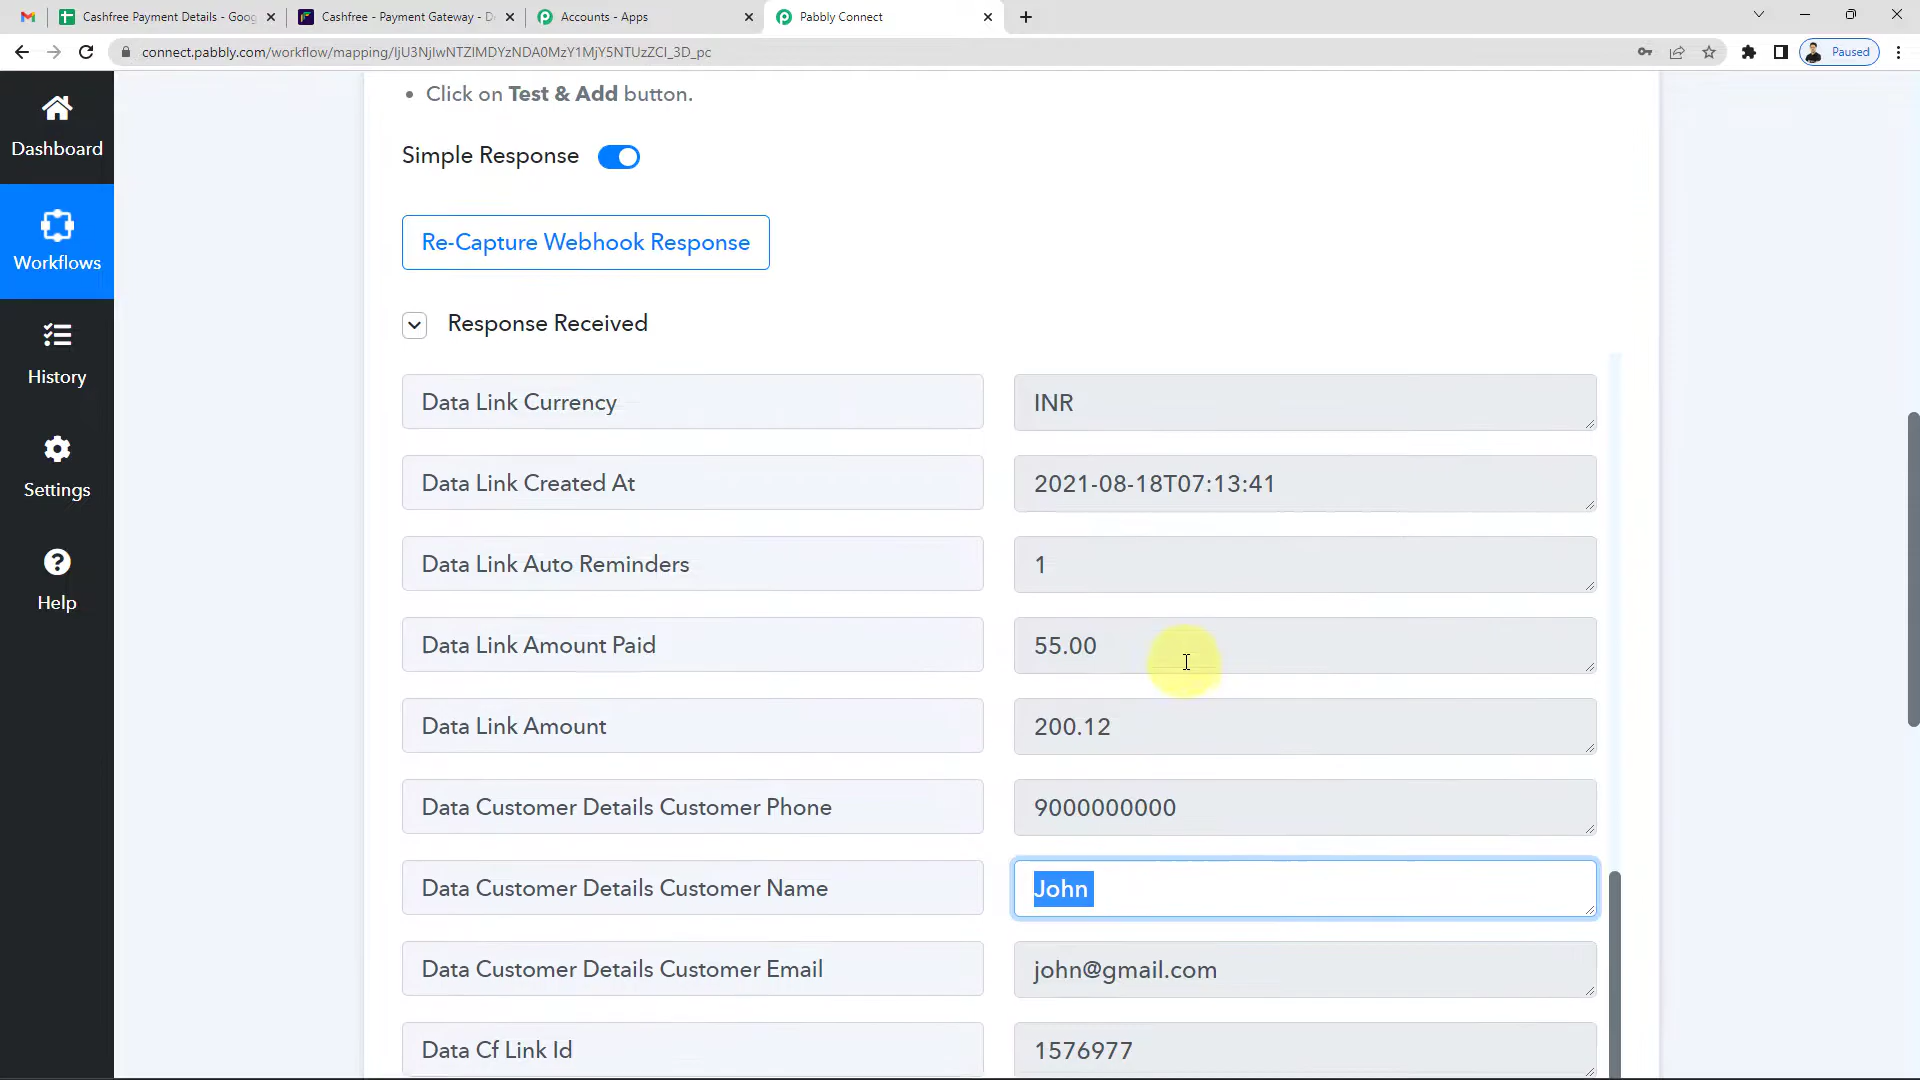 Cashfree Payment Details - Goog
Cashfree - Payment Gateway - De
Accounts - Apps
Pabbly Connect
connect.pabbly.com/workflow/mapping/IjU3NjIwNTZlMDYzNDA0MzY1MjY5NTUzZCI_3D_pc
Paused
Dashboard
Workflows
History
Settings
Help
Click on Test & Add button.
Simple Response
Re-Capture Webhook Response
Response Received
Data Link Currency
INR
Data Link Created At
2021-08-18T07:13:41
Data Link Auto Reminders
1
Data Link Amount Paid
55.00
Data Link Amount
200.12
Data Customer Details Customer Phone
9000000000
Data Customer Details Customer Name
John
Data Customer Details Customer Email
john@gmail.com
Data Cf Link Id
1576977